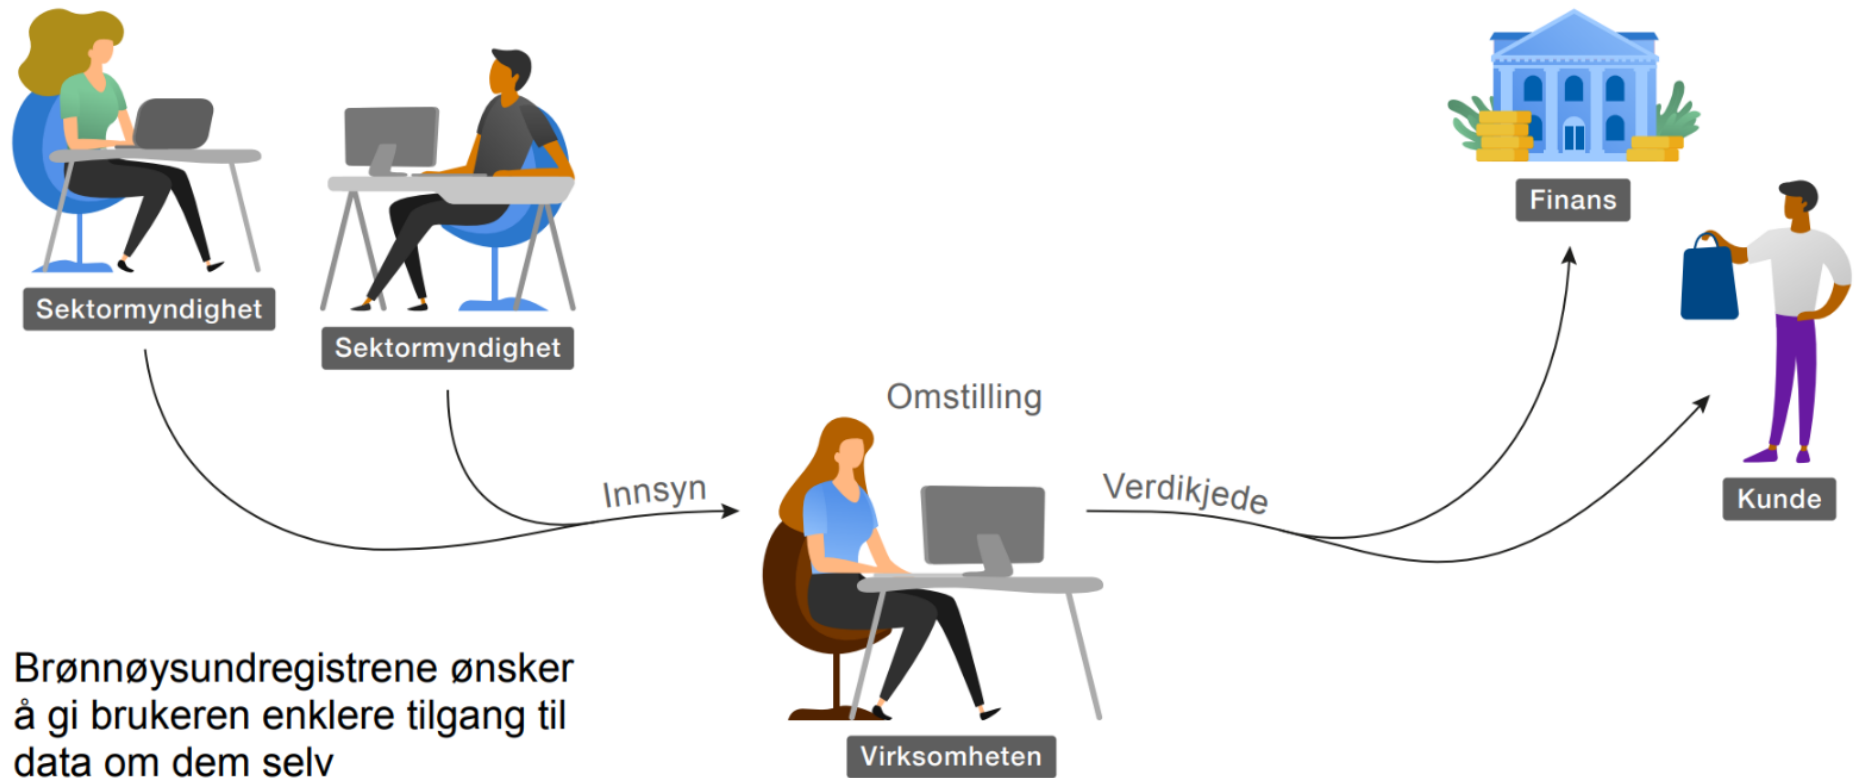 Finans
Sektormyndighet
Sektormyndighet
Omstilling
Innsyn
Verdikjede
Kunde
Brønnøysundregistrene ønsker
å gi brukeren enklere tilgang til
data om dem selv
Virksomheten